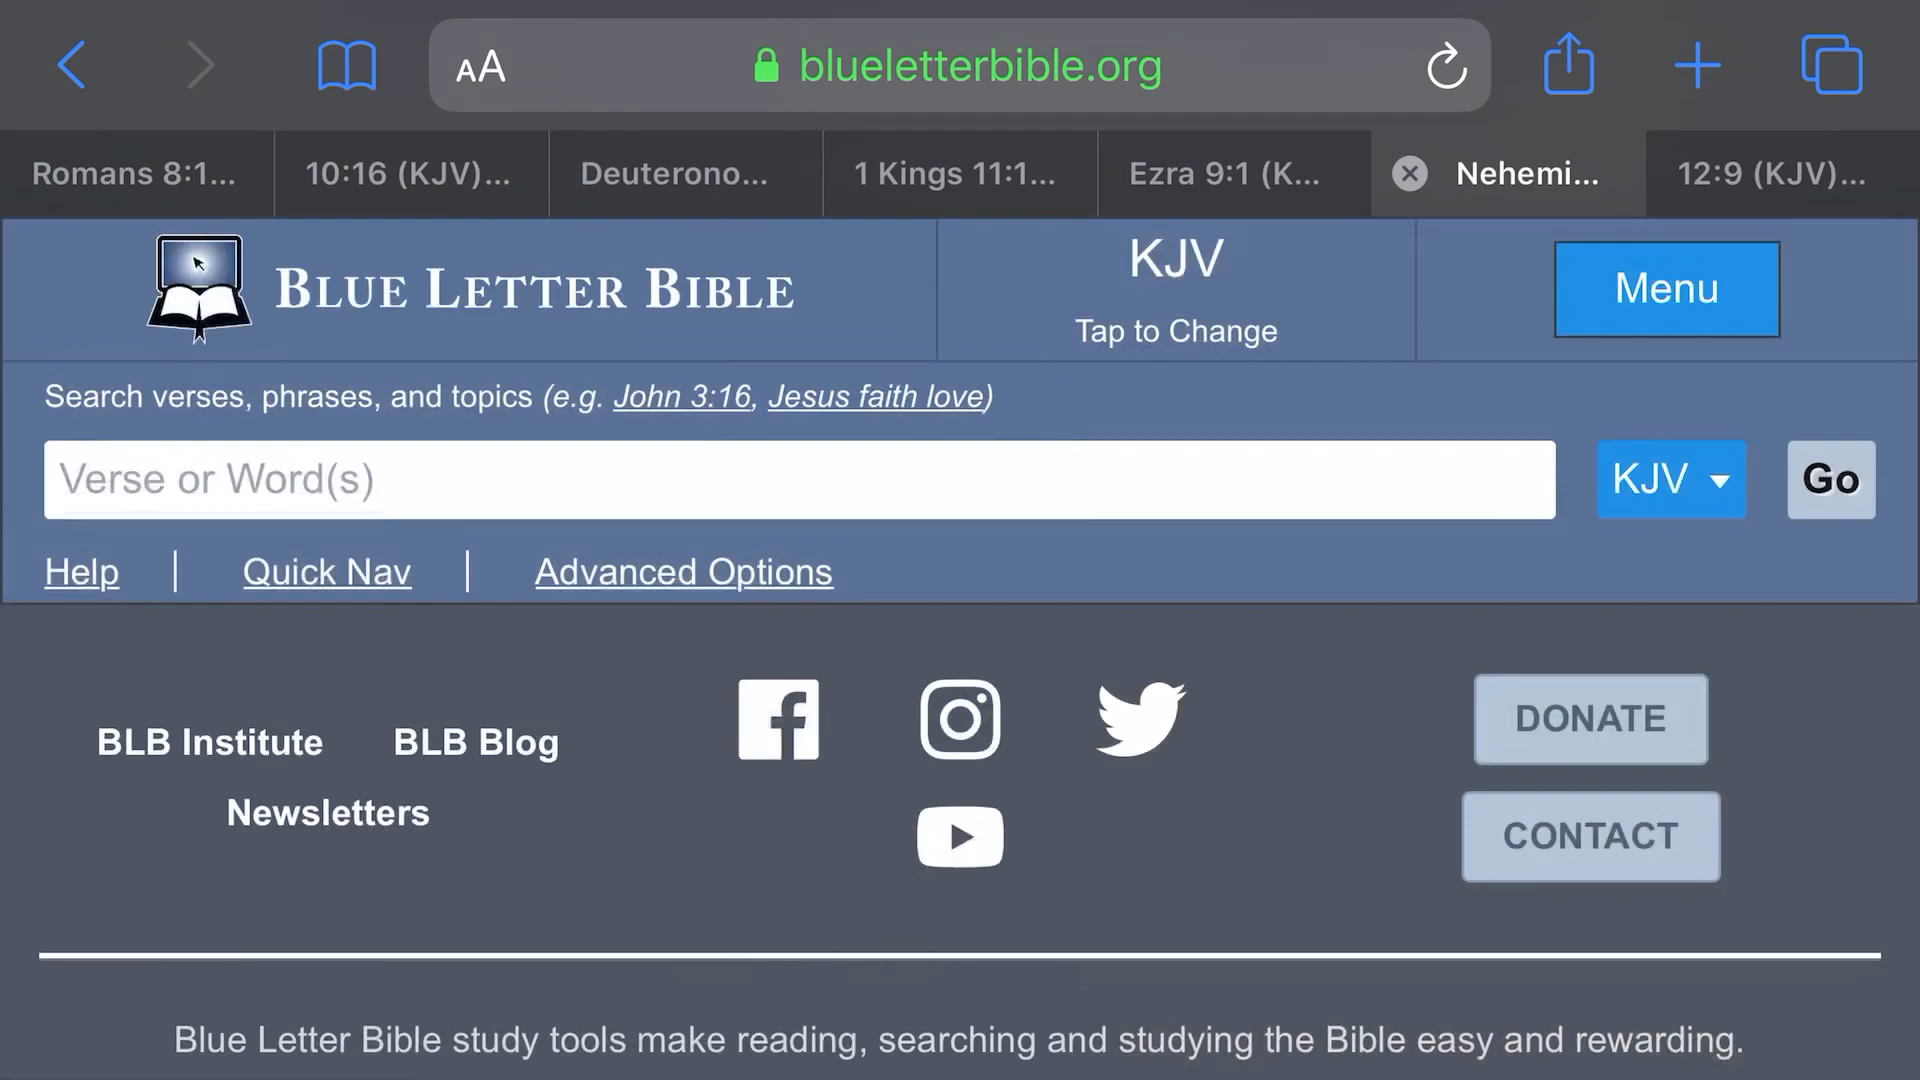 AA blueletterbible.org
Romans 8:1... 10:16 (KJV)... Deuterono... 1 Kings 11:1... Ezra 9:1 (K... Nehemi... 12:9 (KJV)...
BLUE LETTER BIBLE
KJV
Tap to Change
Menu
Search verses, phrases, and topics (e.g. John 3:16, Jesus faith love)
Verse or Word(s) KJV Go
Help | Quick Nav | Advanced Options
BLB Institute BLB Blog
Newsletters
DONATE
CONTACT
Blue Letter Bible study tools make reading, searching and studying the Bible easy and rewarding.